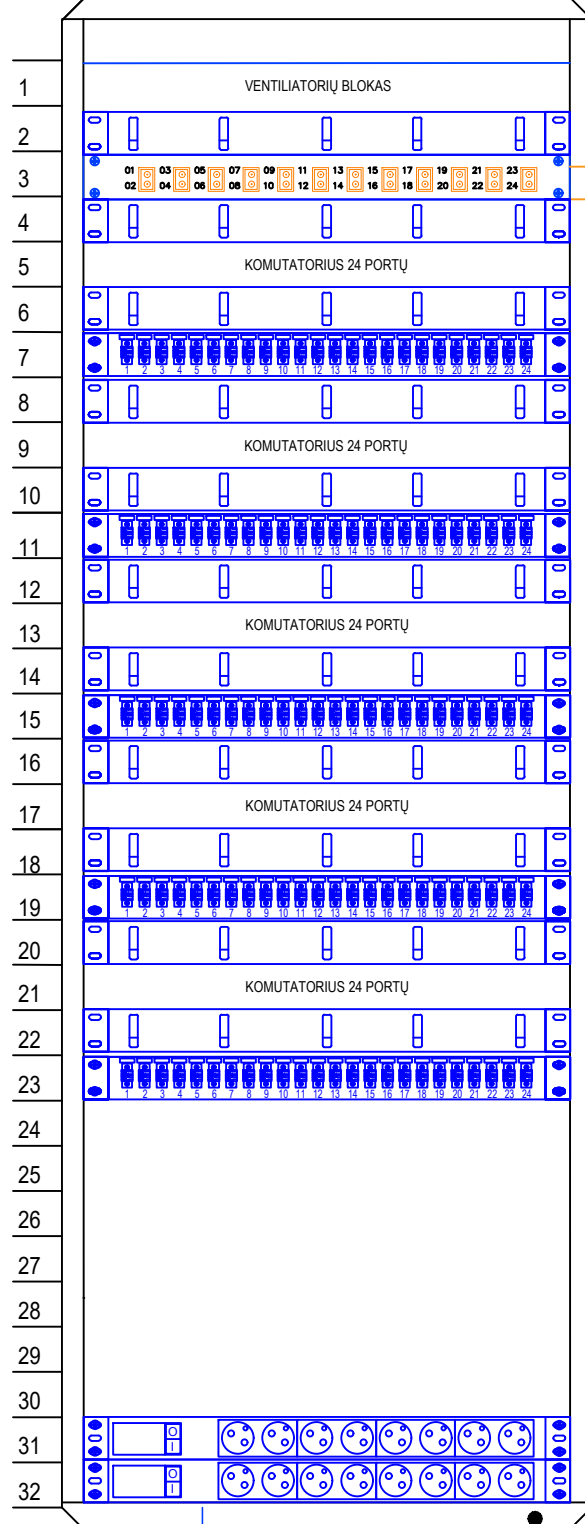 1
VENTILIATORIŲ BLOKAS
2
3
01 03 05 07 09 11 13 15 17 19 21 23
02 04 06 08 10 12 14 16 18 20 22 24
4
5
KOMUTATORIUS 24 PORTŲ
6
7
1 2 3 4 5 6 7 8 9 10 11 12 13 14 15 16 17 18 19 20 21 22 23 24
8
9
KOMUTATORIUS 24 PORTŲ
10
11
1 2 3 4 5 6 7 8 9 10 11 12 13 14 15 16 17 18 19 20 21 22 23 24
12
13
KOMUTATORIUS 24 PORTŲ
14
15
1 2 3 4 5 6 7 8 9 10 11 12 13 14 15 16 17 18 19 20 21 22 23 24
16
17
KOMUTATORIUS 24 PORTŲ
18
19
1 2 3 4 5 6 7 8 9 10 11 12 13 14 15 16 17 18 19 20 21 22 23 24
20
21
KOMUTATORIUS 24 PORTŲ
22
23
1 2 3 4 5 6 7 8 9 10 11 12 13 14 15 16 17 18 19 20 21 22 23 24
24
25
26
27
28
29
30
31
O
I
32
O
I